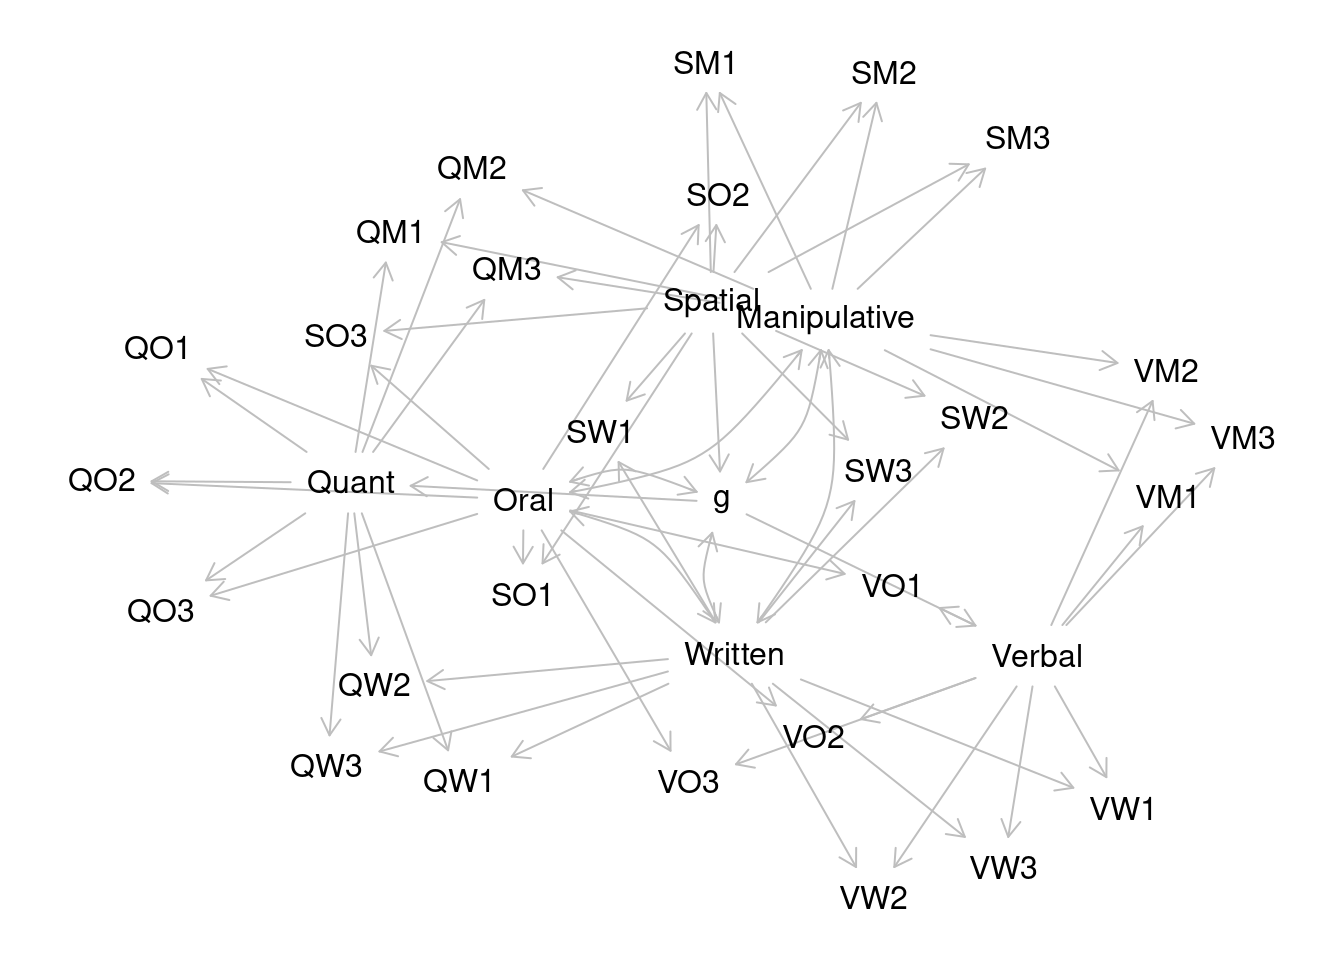 SM1
SM2
SM3
QM2
SO2
QM1
QM3
Spatial
Manipulative
SO3
QO1
VM2
SW1
SW2
VM3
QO2
Quant
SW3
Oral
g
VM1
SO1
VO1
QO3
Written
Verbal
QW2
VO2
QW3
QW1
VO3
VW1
VW3
VW2